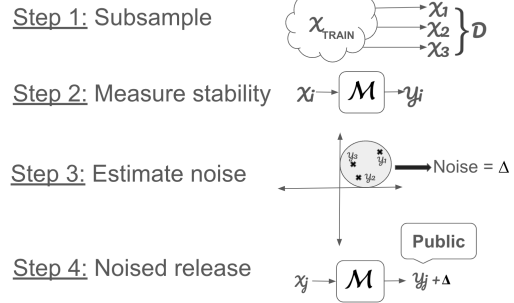 Step 1: Subsample
𝒳TRAIN
𝒳1
𝒳2
𝒳3
} 𝒟
Step 2: Measure stability
𝒳i
ℳ
𝓎i
Step 3: Estimate noise
𝓎3
𝓎1
𝓎2
Noise = Δ
Public
Step 4: Noised release
𝒳j
ℳ
𝓎j +Δ